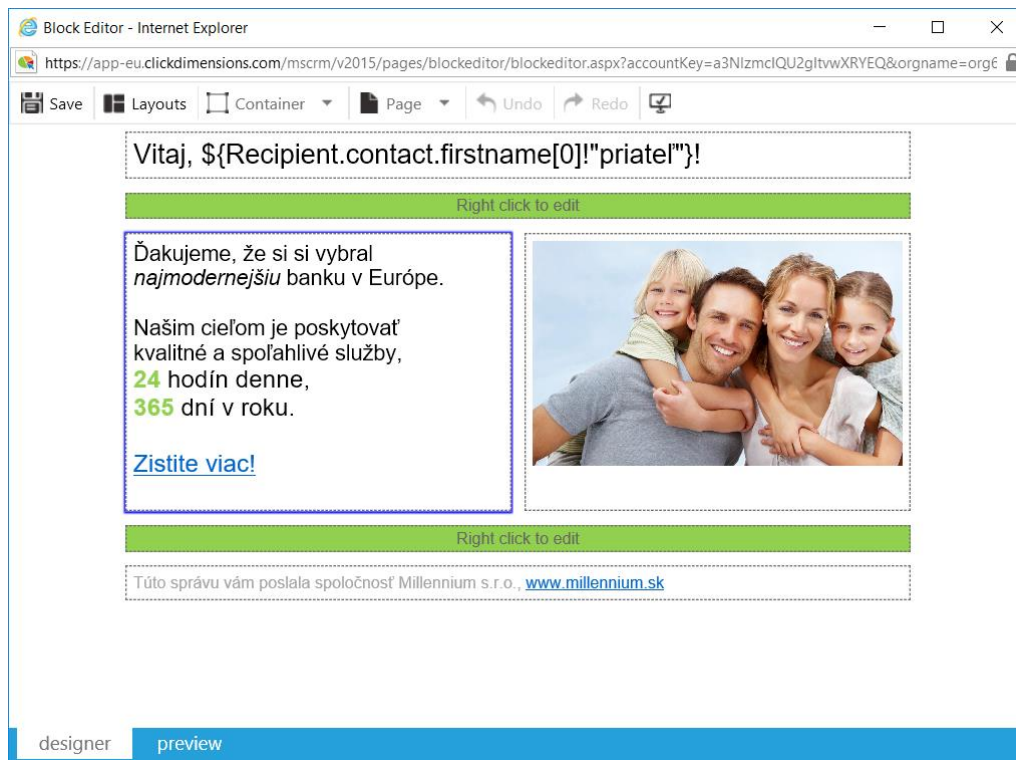 Block Editor - Internet Explorer
https://app-eu.clickdimensions.com/mscrm/v2015/pages/blockeditor/blockeditor.aspx?accountKey=a3NIzmcIQU2gItvwXRYEQ&orgname=org6
Save Layouts Container Page Undo Redo
Vitaj, ${Recipient.contact.firstname[0]!"priateľ"}!
Right click to edit
Ďakujeme, že si si vybral
najmodernejšiu banku v Európe.
Našim cieľom je poskytovať
kvalitné a spoľahlivé služby,
24 hodín denne,
365 dní v roku.
Zistite viac!
Right click to edit
Túto správu vám poslala spoločnosť Millennium s.r.o., www.millennium.sk
designer preview